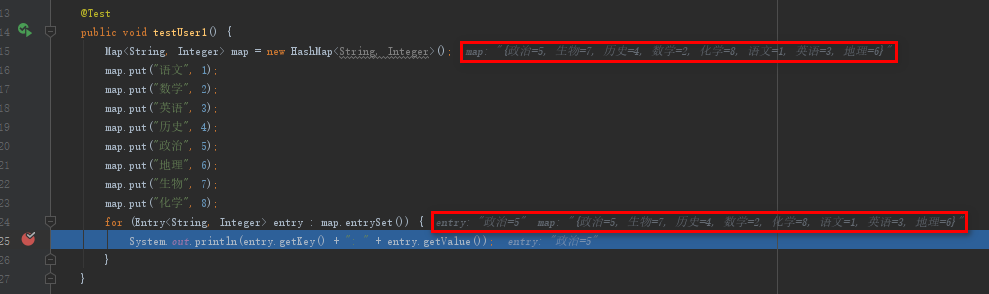 13 @Test
14 public void testUser1() {
15 Map<String, Integer> map = new HashMap<String, Integer>(); map: "{政治=5, 生物=7, 历史=4, 数学=2, 化学=8, 语文=1, 英语=3, 地理=6}"
16 map.put("语文", 1);
17 map.put("数学", 2);
18 map.put("英语", 3);
19 map.put("历史", 4);
20 map.put("政治", 5);
21 map.put("地理", 6);
22 map.put("生物", 7);
23 map.put("化学", 8);
24 for (Entry<String, Integer> entry : map.entrySet()) { entry: "政治=5" map: "{政治=5, 生物=7, 历史=4, 数学=2, 化学=8, 语文=1, 英语=3, 地理=6}"
25 System.out.println(entry.getKey() + ": " + entry.getValue()); entry: "政治=5"
26 }
27 }